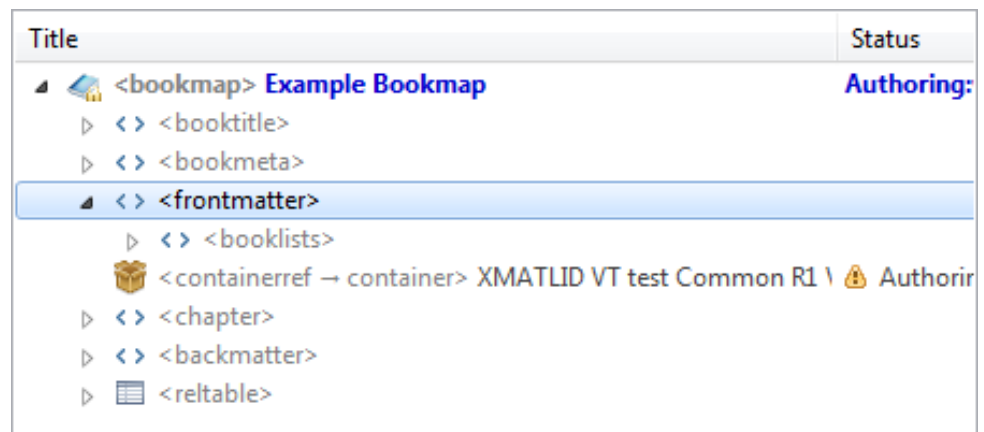 Title Status
<bookmap> Example Bookmap Authoring:
<booktitle>
<bookmeta>
<frontmatter>
<booklists>
<containerref → container> XMATLID VT test Common R1 Authorin
<chapter>
<backmatter>
<reltable>